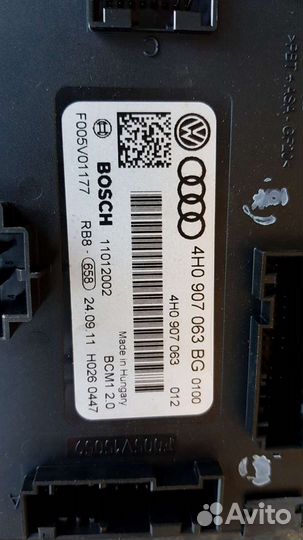 4H0 907 063 BG 0100
4H0 907 063 012
BOSCH 11012002
Made in Hungary
BCM1 2.0
F005V01177 RB8- 658 24.09.11 H026 0447
C
Avito